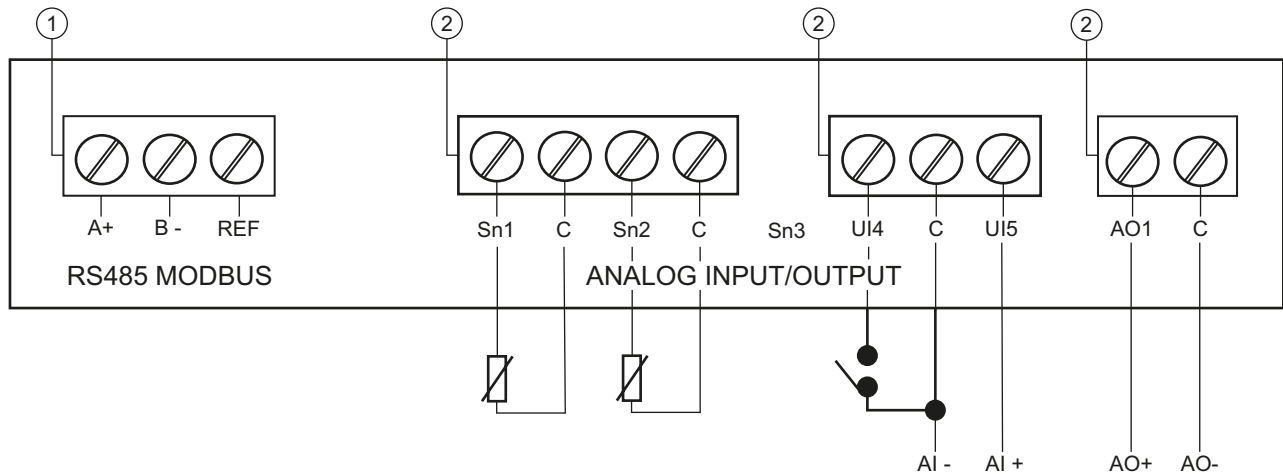 1 2 2 2
A+ B - REF Sn1 C Sn2 C Sn3 UI4 C UI5 AO1 C
RS485 MODBUS ANALOG INPUT/OUTPUT
AI - AI + AO+ AO-